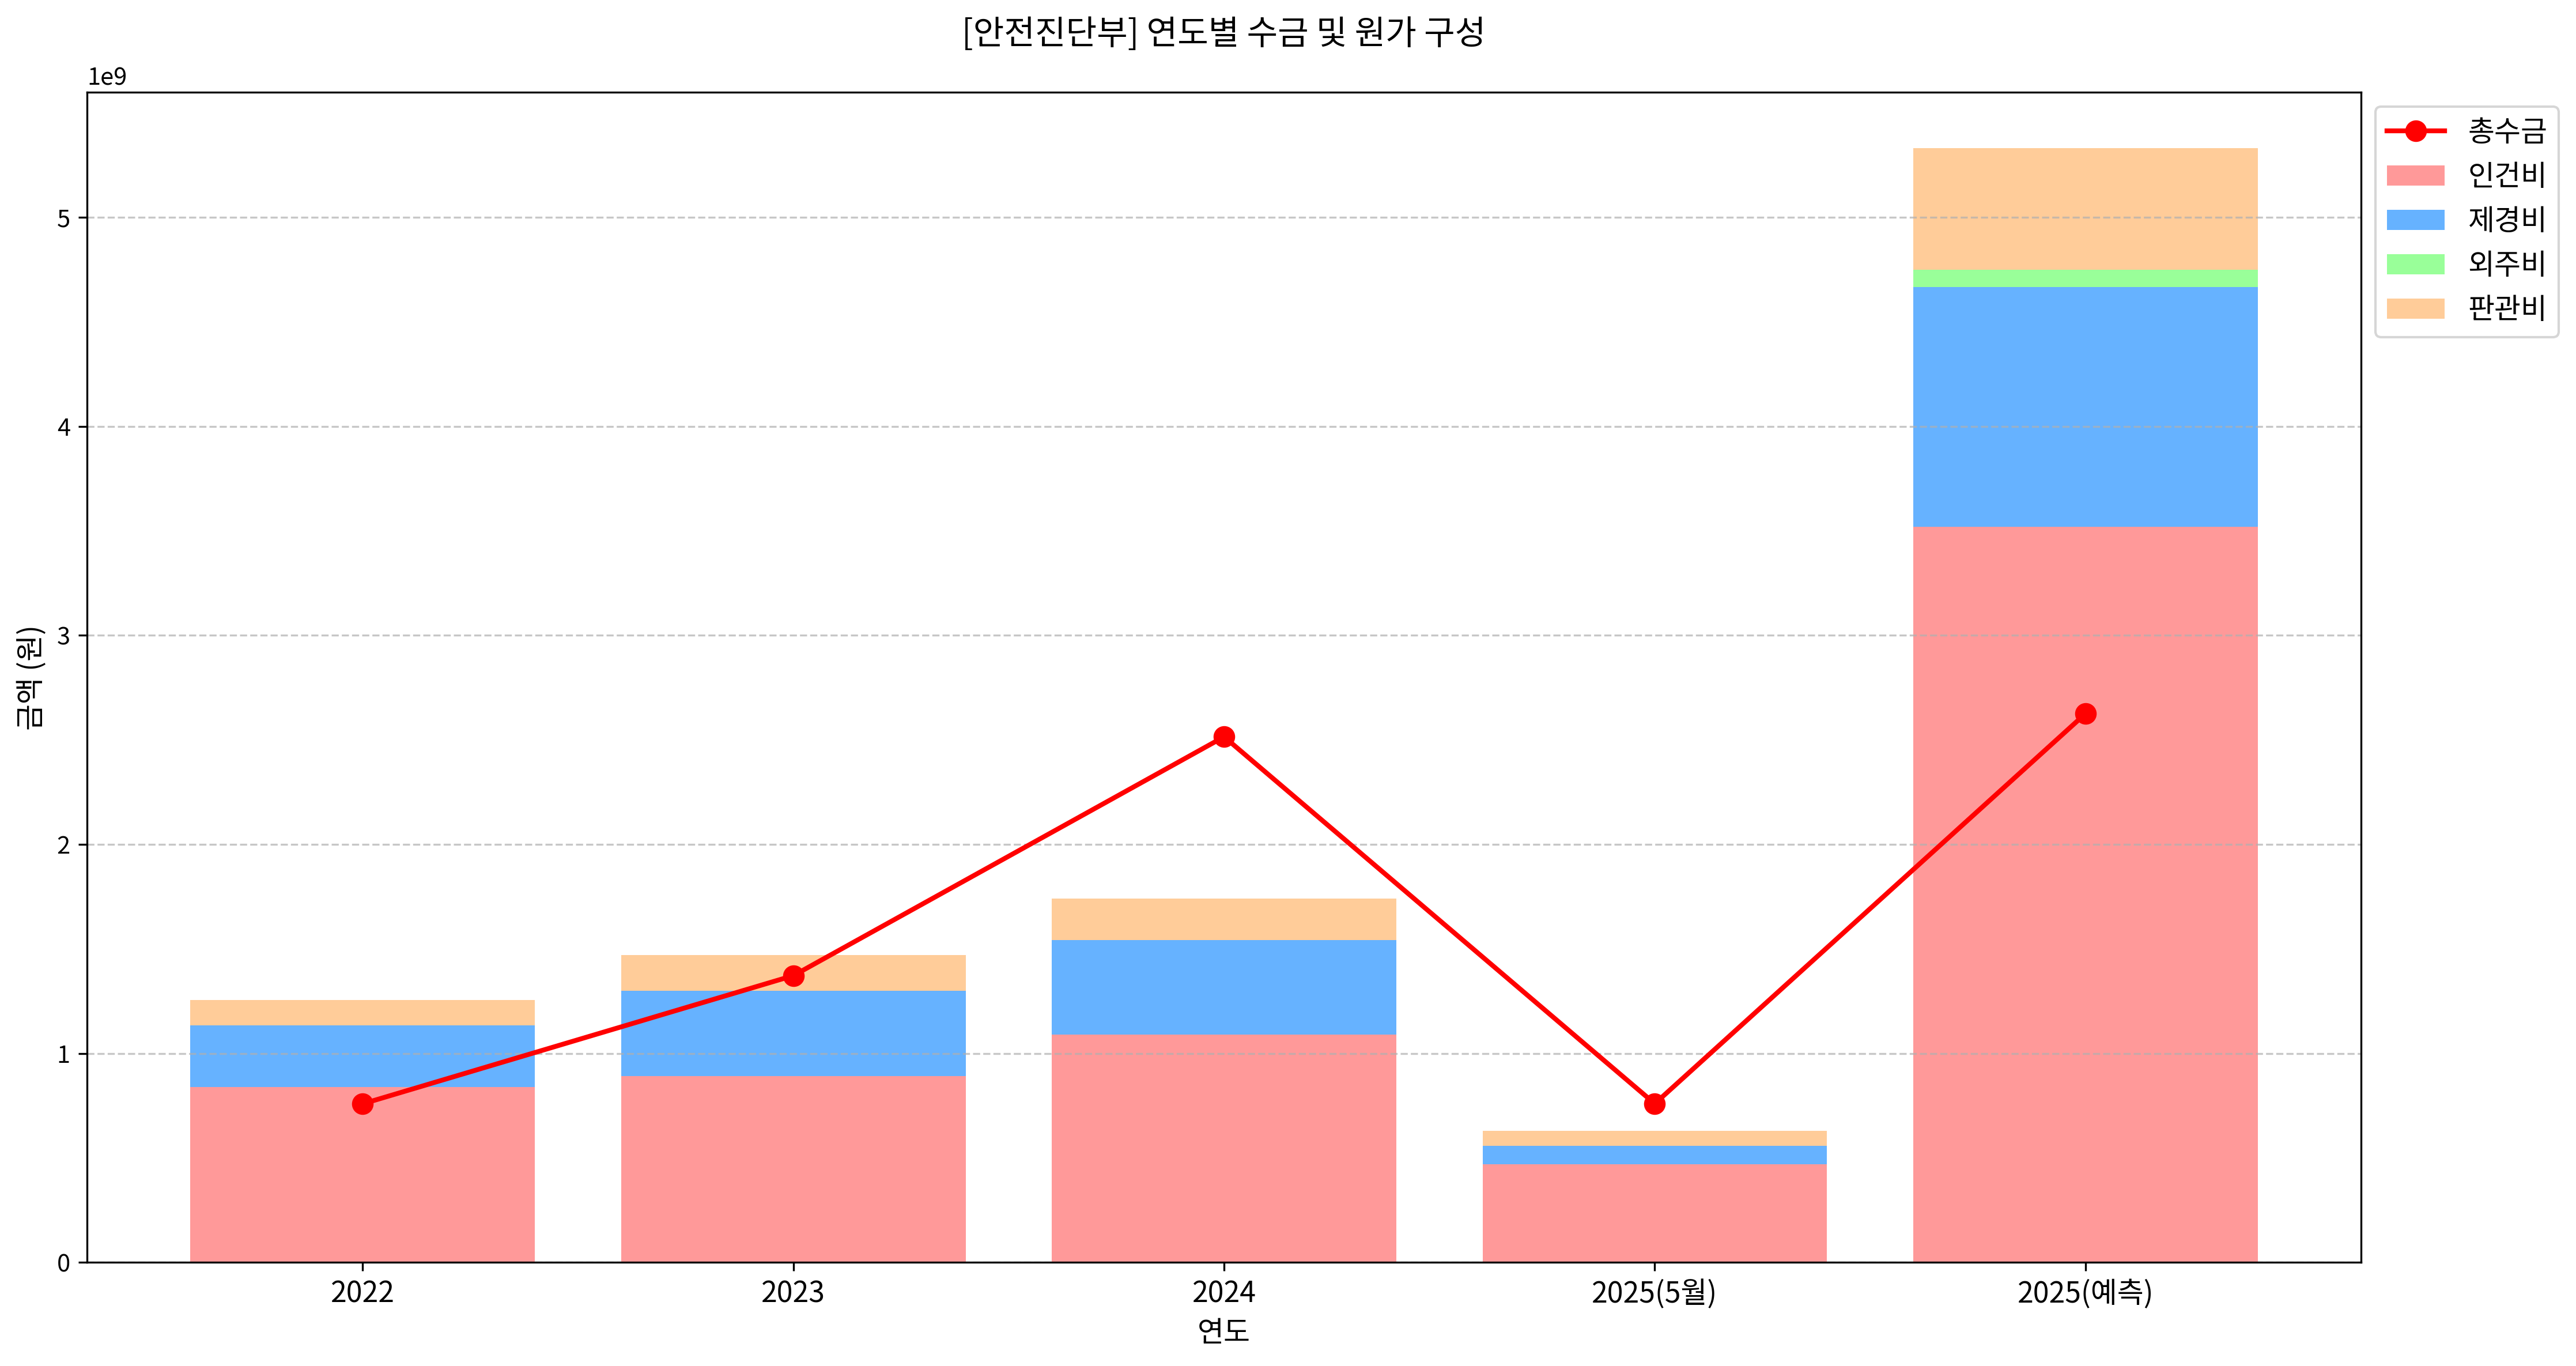 [안전진단부] 연도별 수금 및 원가 구성
1e9
총수금
인건비
제경비
외주비
판관비
5
4
3
2
1
0
금액 (원)
2022
2023
2024
2025(5월)
2025(예측)
연도